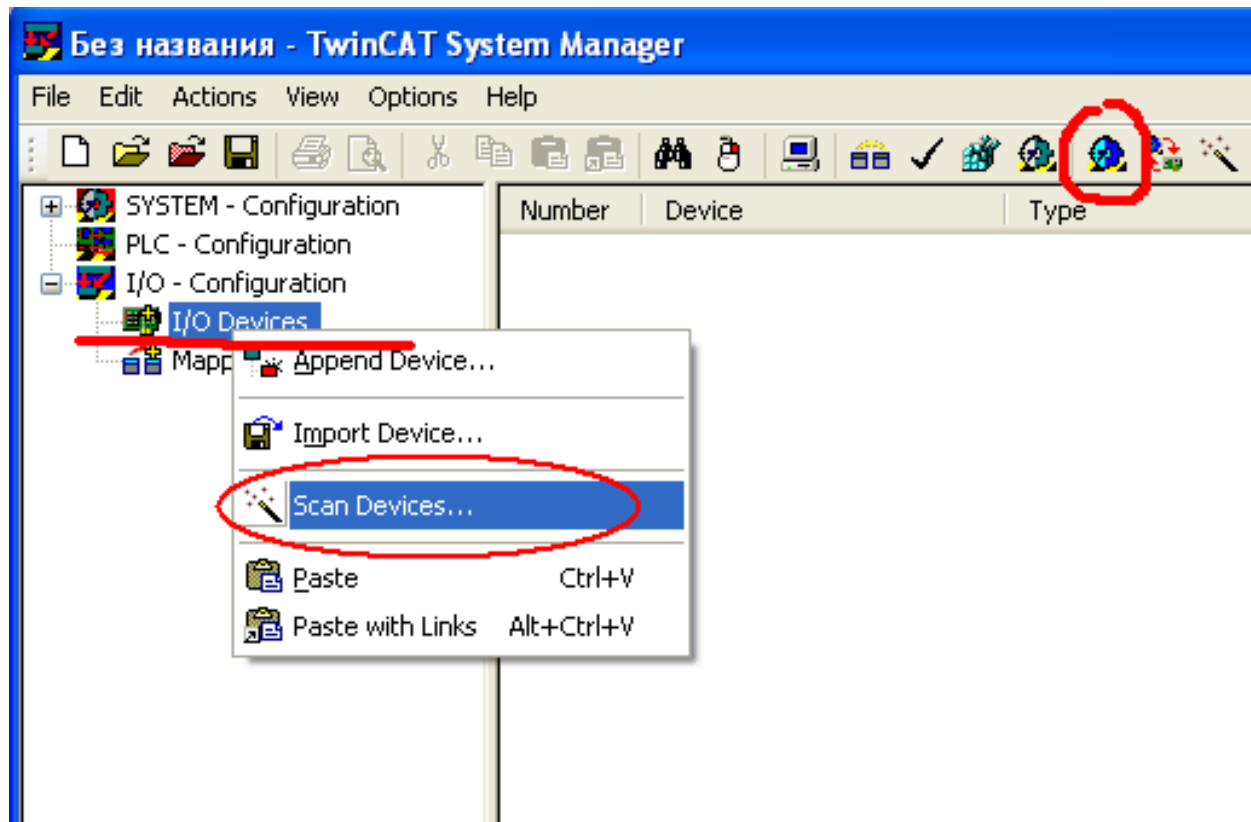 Без названия - TwinCAT System Manager
File Edit Actions View Options Help
SYSTEM - Configuration
Number Device Type
PLC - Configuration
I/O - Configuration
I/O Devices
Mapp
Append Device...
Import Device...
Scan Devices...
Paste Ctrl+V
Paste with Links Alt+Ctrl+V